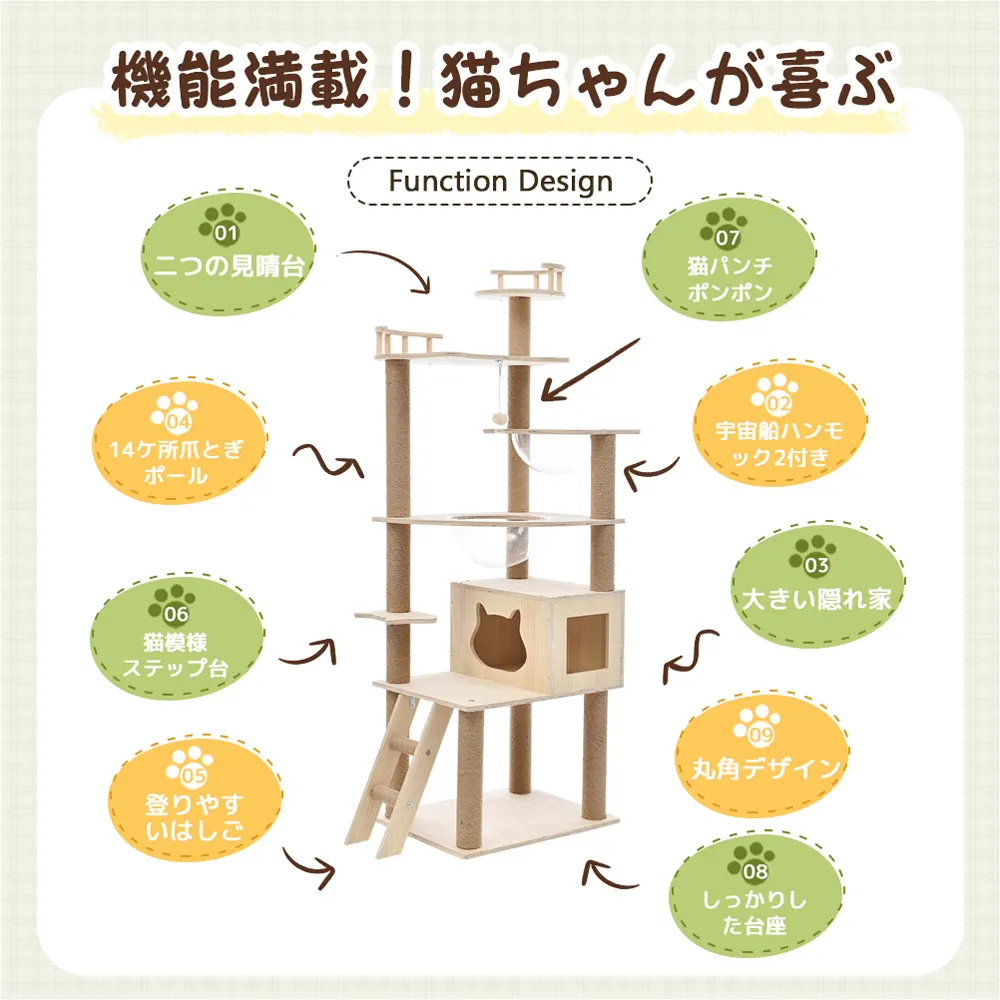 機能満載！猫ちゃんが喜ぶ
Function Design
01
二つの見晴台
07
猫パンチ
ポンポン
04
14ケ所爪とぎ
ポール
02
宇宙船ハンモ
ック2付き
03
大きい隠れ家
06
猫模様
ステップ台
09
丸角デザイン
05
登りやす
いはしご
08
しっかりし
た台座